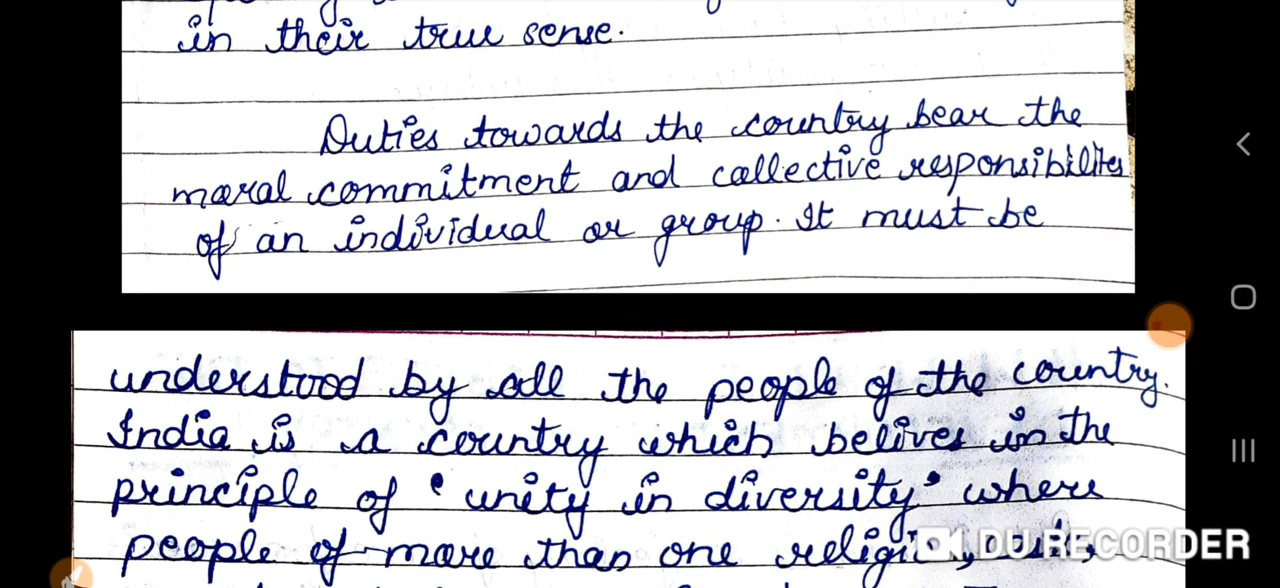 in their true sense.
Duties towards the country bear the
moral commitment and collective responsibilites
of an individual or group. It must be
understood by all the people of the country.
India is a country which belives in the
principle of 'unity in diversity' where
people of more than one
DU RECORDER